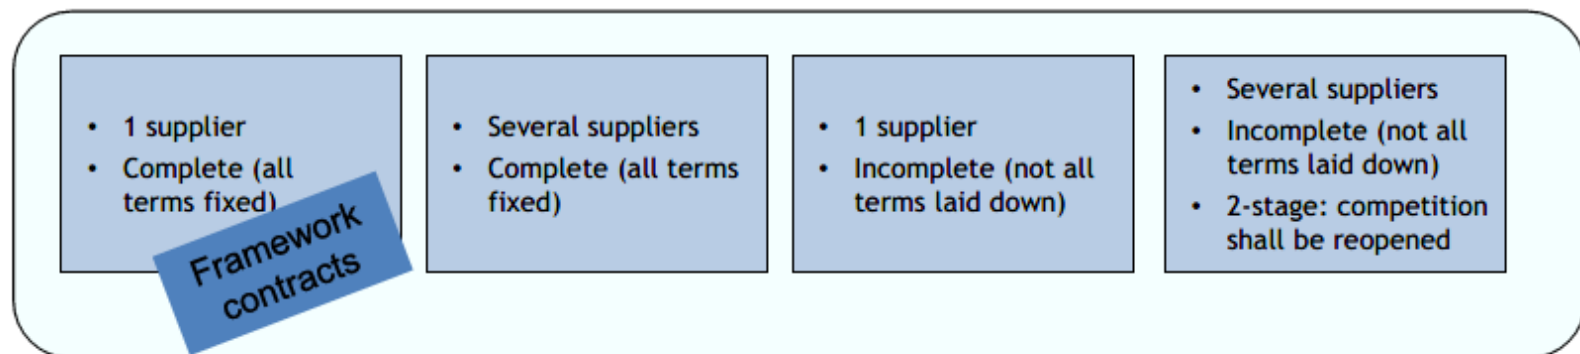 • 1 supplier
• Complete (all
terms fixed)
Framework
contracts
• Several suppliers
• Complete (all terms
fixed)
• 1 supplier
• Incomplete (not all
terms laid down)
• Several suppliers
• Incomplete (not all
terms laid down)
• 2-stage: competition
shall be reopened